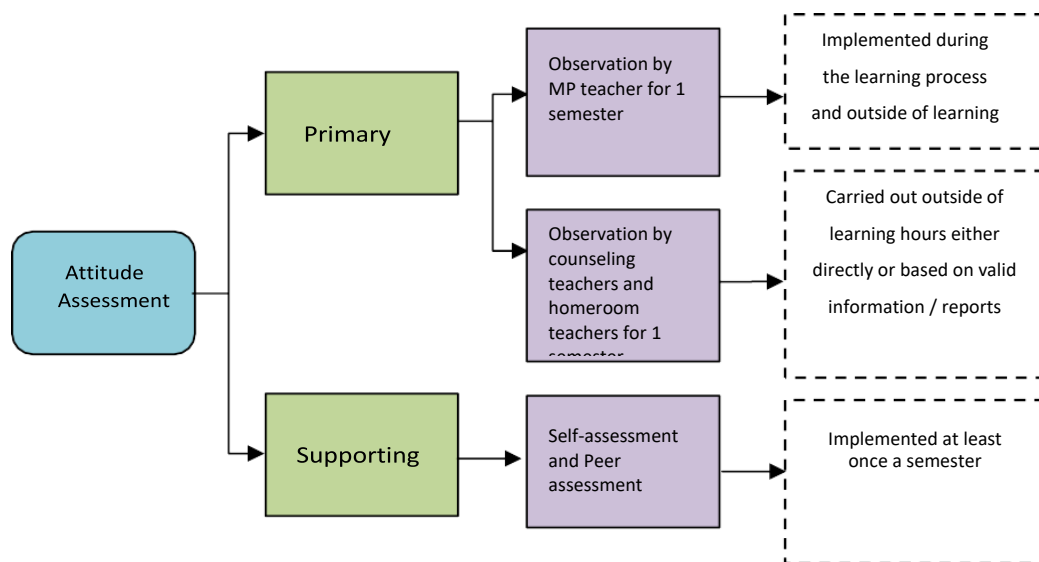 Attitude
Assessment
Primary
Supporting
Observation by
MP teacher for 1
semester
Observation by
counseling
teachers and
homeroom
teachers for 1
semester
Self-assessment
and Peer
assessment
Implemented during
the learning process
and outside of learning
Carried out outside of
learning hours either
directly or based on valid
information / reports
Implemented at least
once a semester